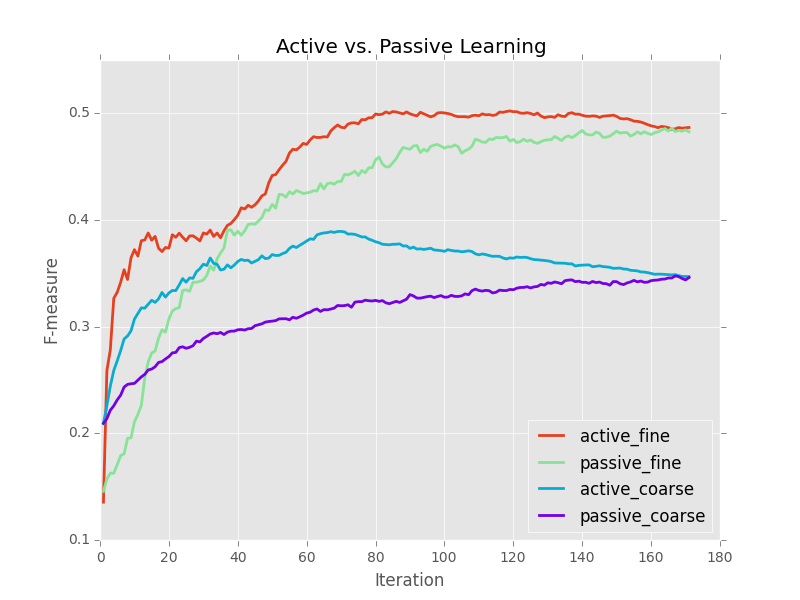 Active vs. Passive Learning
F-measure
0.5
0.4
0.3
0.2
0.1
0 20 40 60 80 100 120 140 160 180
Iteration
active_fine
passive_fine
active_coarse
passive_coarse